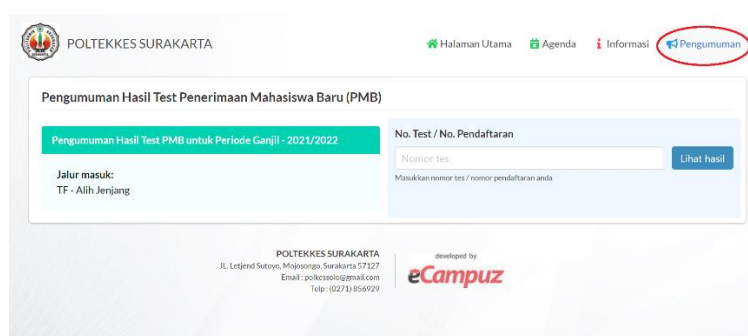 POLTEKKES SURAKARTA
Halaman Utama
Agenda
Informasi
Pengumuman
Pengumuman Hasil Test Penerimaan Mahasiswa Baru (PMB)
Pengumuman Hasil Test PMB untuk Periode Ganjil - 2021/2022
Jalur masuk:
TF - Alih Jenjang
No. Test / No. Pendaftaran
Nomor tes
Lihat hasil
Masukkan nomor tes / nomor pendaftaran anda
POLTEKKES SURAKARTA
JL. Letjend Sutoyo, Mojosongo, Surakarta 57127
Email : polkessolo@gmail.com
Telp : (0271) 856929
developed by
eCampuz